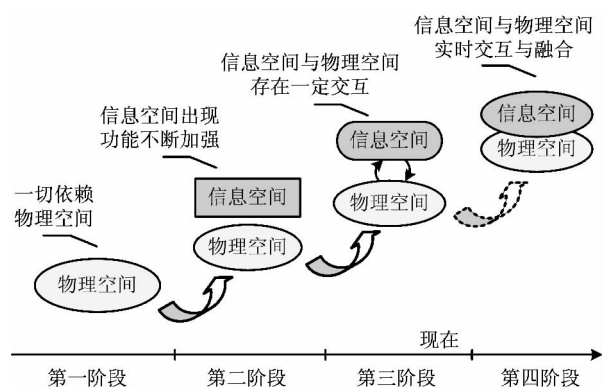 信息空间与物理空间
实时交互与融合
信息空间与物理空间
存在一定交互
信息空间
物理空间
信息空间出现
功能不断加强
信息空间
信息空间
物理空间
一切依赖
物理空间
物理空间
物理空间
现在
第一阶段
第二阶段
第三阶段
第四阶段